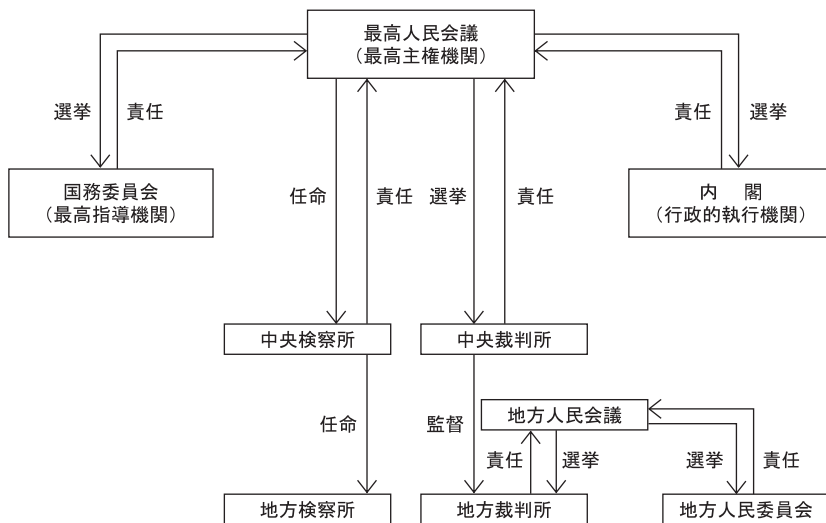 最高人民会議
（最高主権機関）
選挙
責任
責任
選挙
国務委員会
（最高指導機関）
任命
責任
選挙
責任
内　閣
（行政的執行機関）
中央検察所
中央裁判所
任命
監督
地方人民会議
責任
選挙
選挙
責任
地方検察所
地方裁判所
地方人民委員会